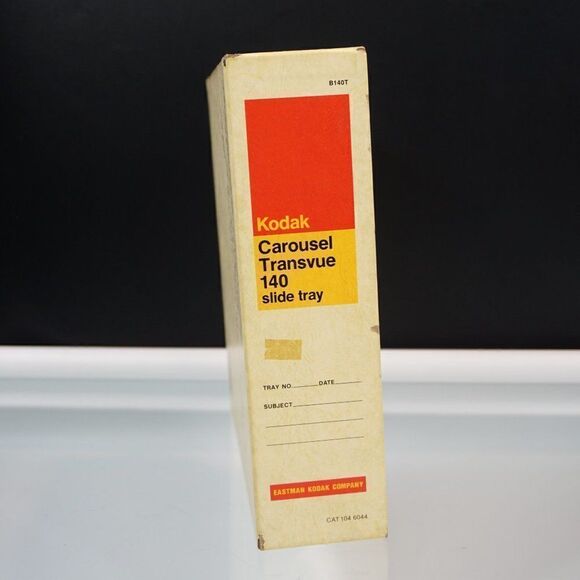 B140T
Kodak
Carousel
Transvue
140
slide tray
TRAY NO. DATE
SUBJECT
EASTMAN KODAK COMPANY
CAT 104 6044